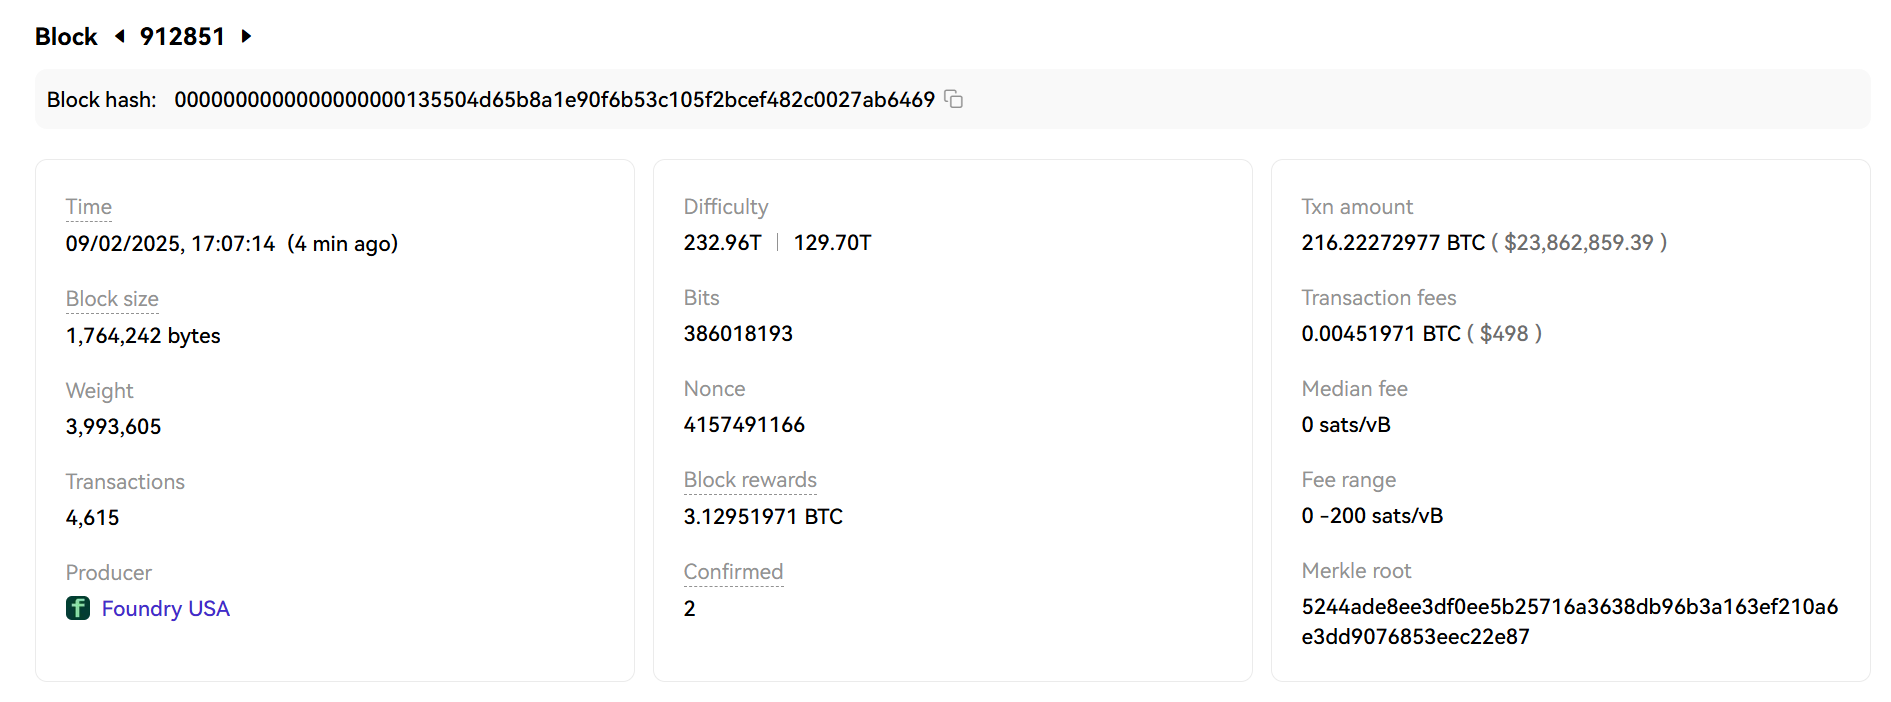 Block 912851
Block hash: 0000000000000000000135504d65b8a1e90f6b53c105f2bcef482c0027ab6469
Time
09/02/2025, 17:07:14 (4 min ago)
Block size
1,764,242 bytes
Weight
3,993,605
Transactions
4,615
Producer
Foundry USA
Difficulty
232.96T | 129.70T
Bits
386018193
Nonce
4157491166
Block rewards
3.12951971 BTC
Confirmed
2
Txn amount
216.22272977 BTC ( $23,862,859.39 )
Transaction fees
0.00451971 BTC ( $498 )
Median fee
0 sats/vB
Fee range
0 -200 sats/vB
Merkle root
5244ade8ee3df0ee5b25716a3638db96b3a163ef210a6
e3dd9076853eec22e87